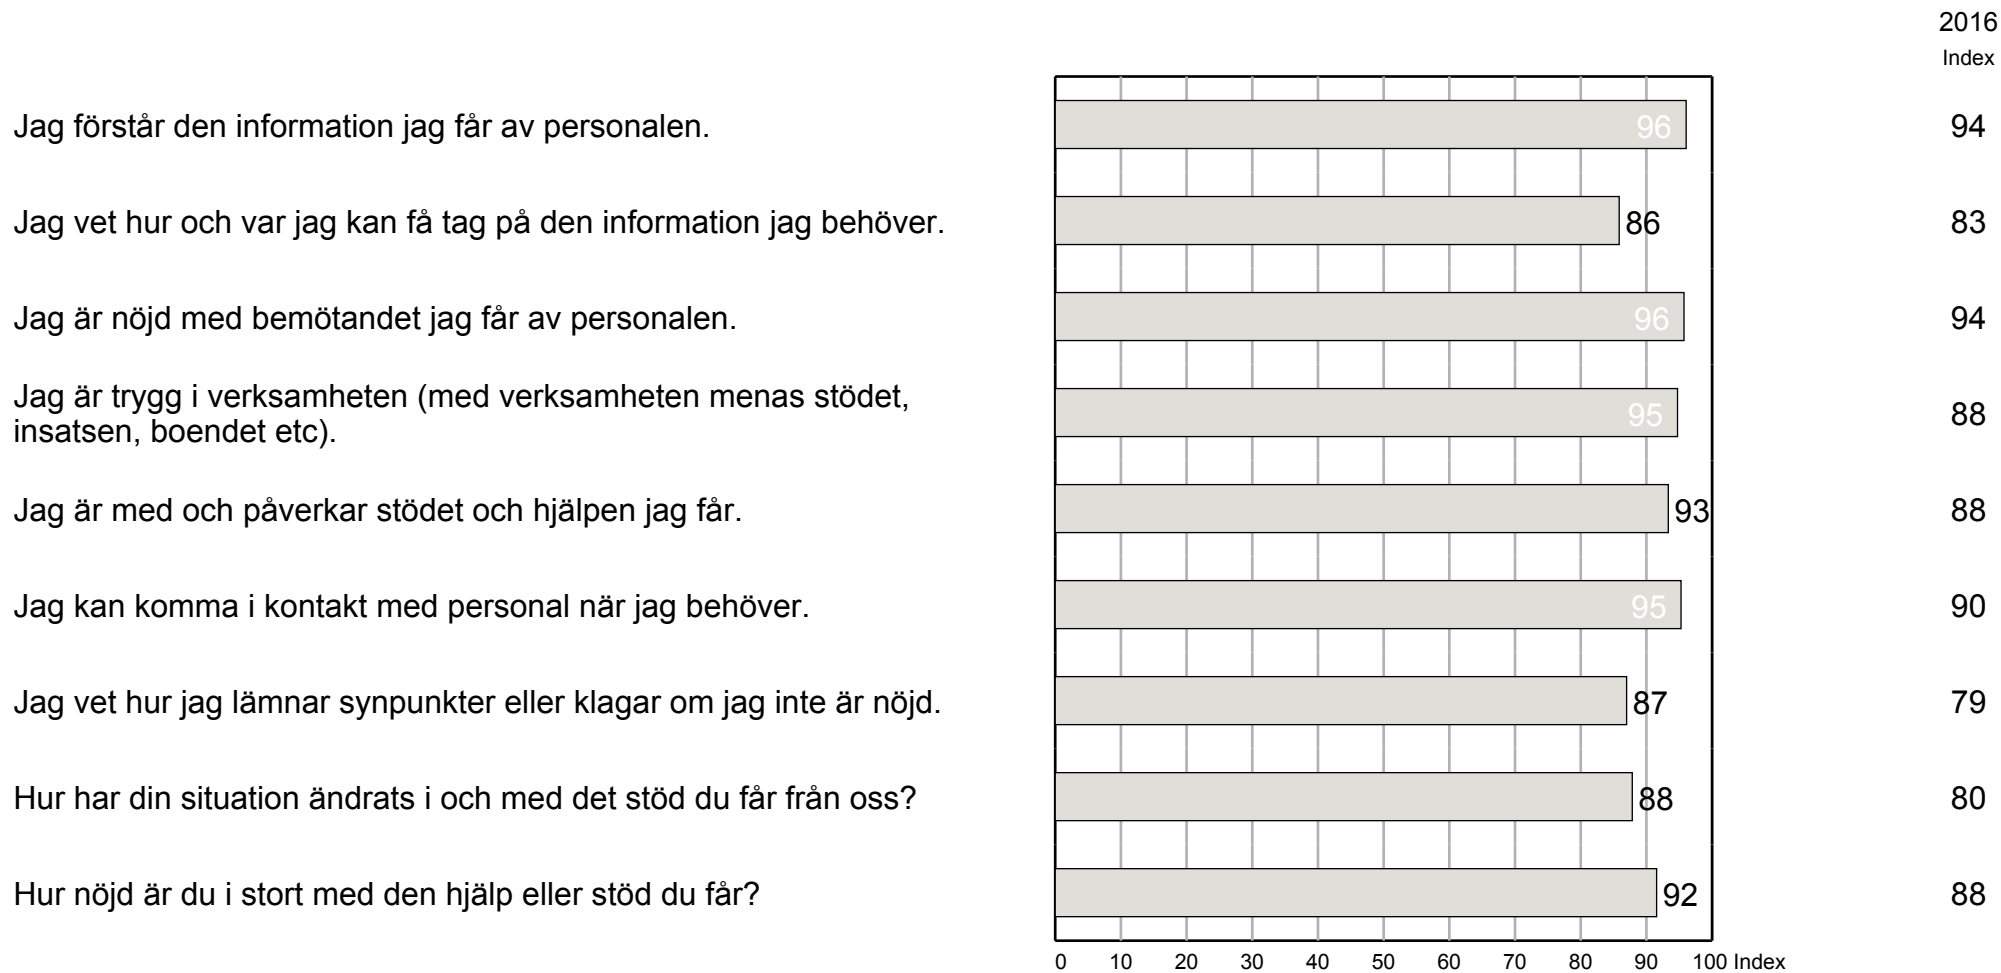 2016
Index
Jag förstår den information jag får av personalen. 96 94
Jag vet hur och var jag kan få tag på den information jag behöver. 86 83
Jag är nöjd med bemötandet jag får av personalen. 96 94
Jag är trygg i verksamheten (med verksamheten menas stödet,
insatsen, boendet etc). 95 88
Jag är med och påverkar stödet och hjälpen jag får. 93 88
Jag kan komma i kontakt med personal när jag behöver. 95 90
Jag vet hur jag lämnar synpunkter eller klagar om jag inte är nöjd. 87 79
Hur har din situation ändrats i och med det stöd du får från oss? 88 80
Hur nöjd är du i stort med den hjälp eller stöd du får? 92 88
0 10 20 30 40 50 60 70 80 90 100 Index